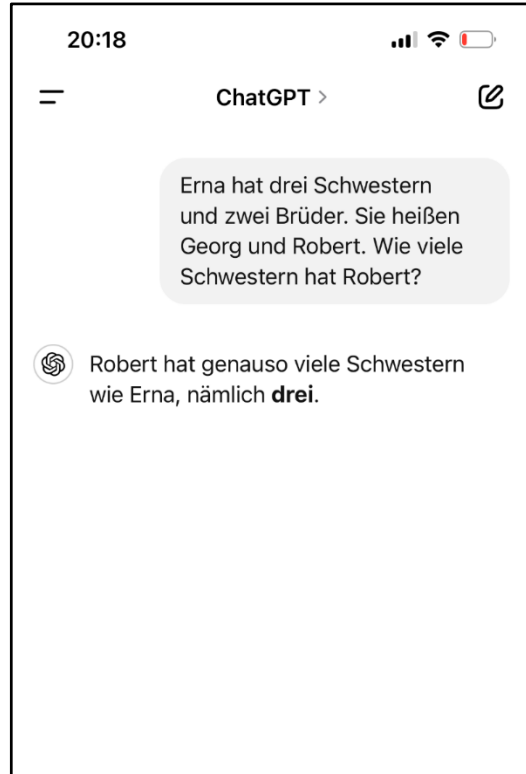 20:18
ChatGPT >
Erna hat drei Schwestern
und zwei Brüder. Sie heißen
Georg und Robert. Wie viele
Schwestern hat Robert?
Robert hat genauso viele Schwestern
wie Erna, nämlich drei.